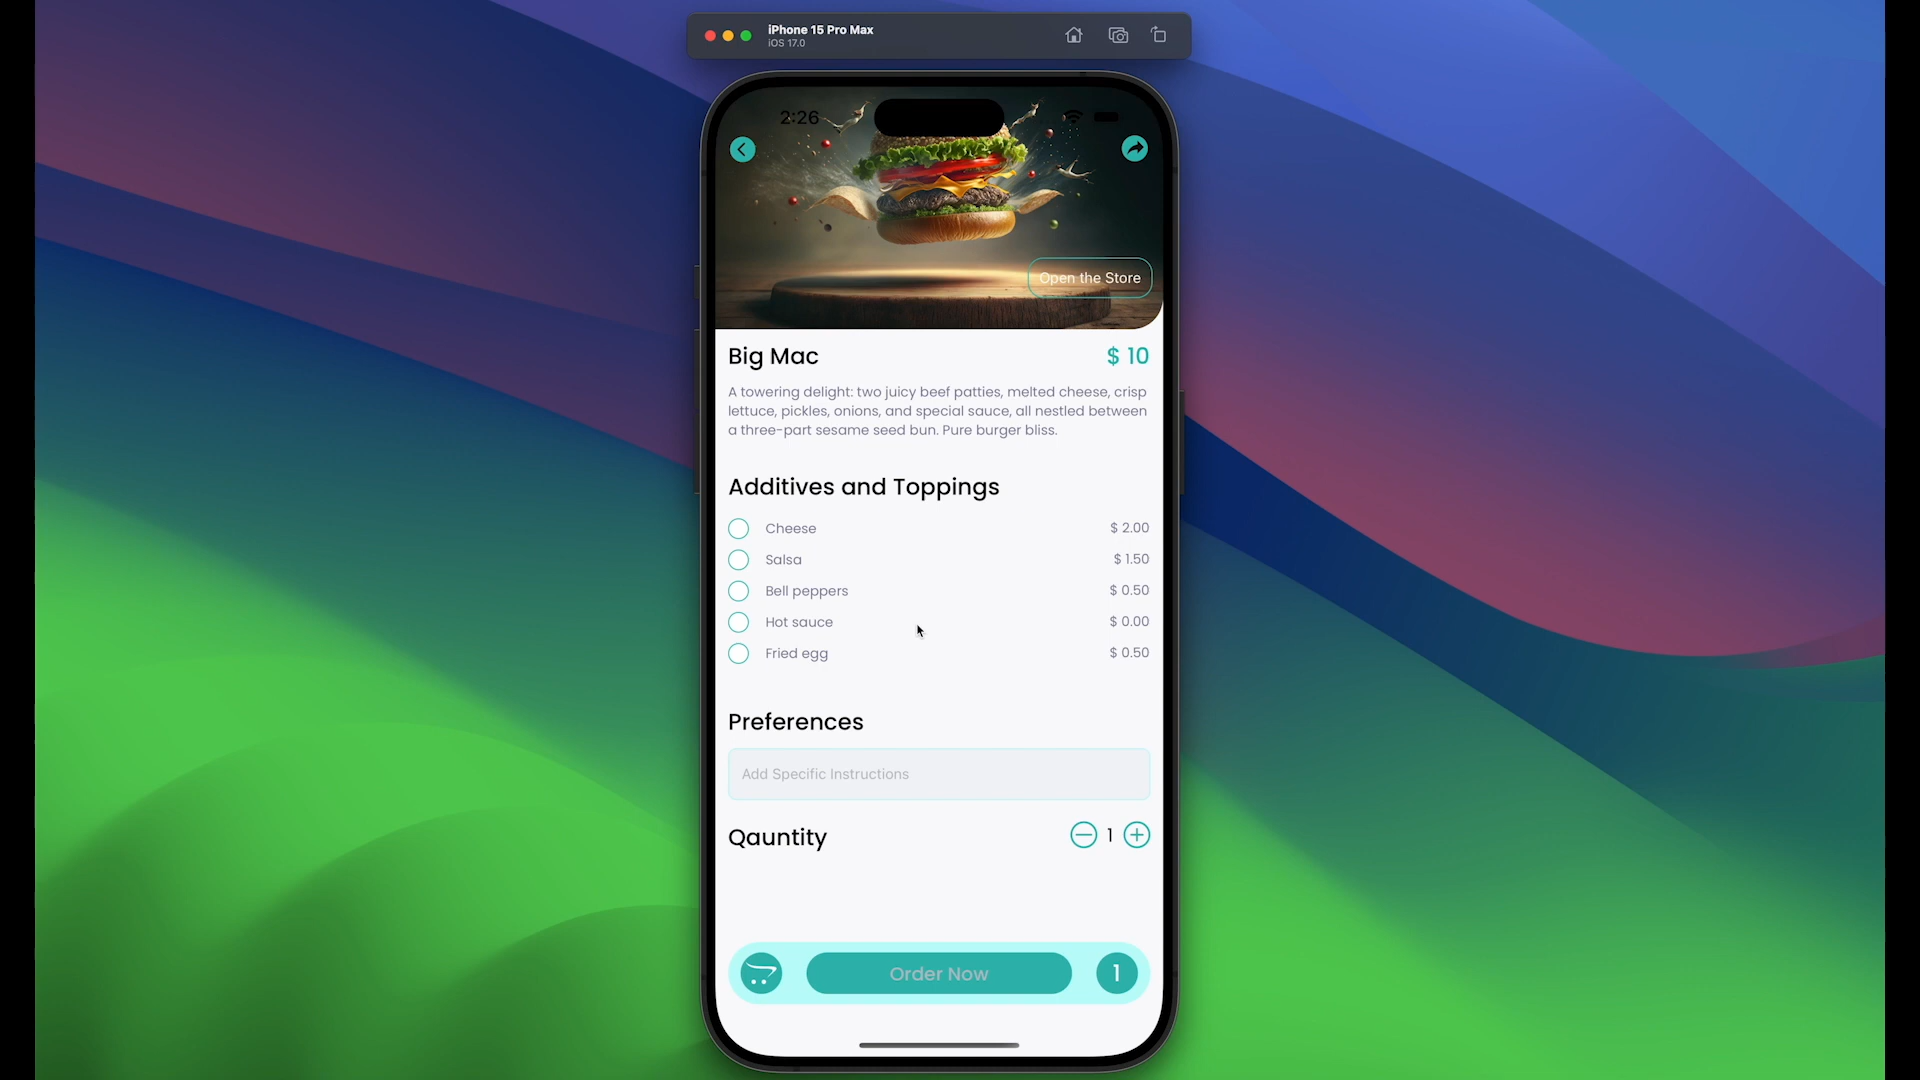 iPhone 15 Pro Max
iOS 17.0
2:26
Open the Store
Big Mac
$ 10
A towering delight: two juicy beef patties, melted cheese, crisp
lettuce, pickles, onions, and special sauce, all nestled between
a three-part sesame seed bun. Pure burger bliss.
Additives and Toppings
Cheese $ 2.00
Salsa $ 1.50
Bell peppers $ 0.50
Hot sauce $ 0.00
Fried egg $ 0.50
Preferences
Add Specific Instructions
Qauntity 1
Order Now 1